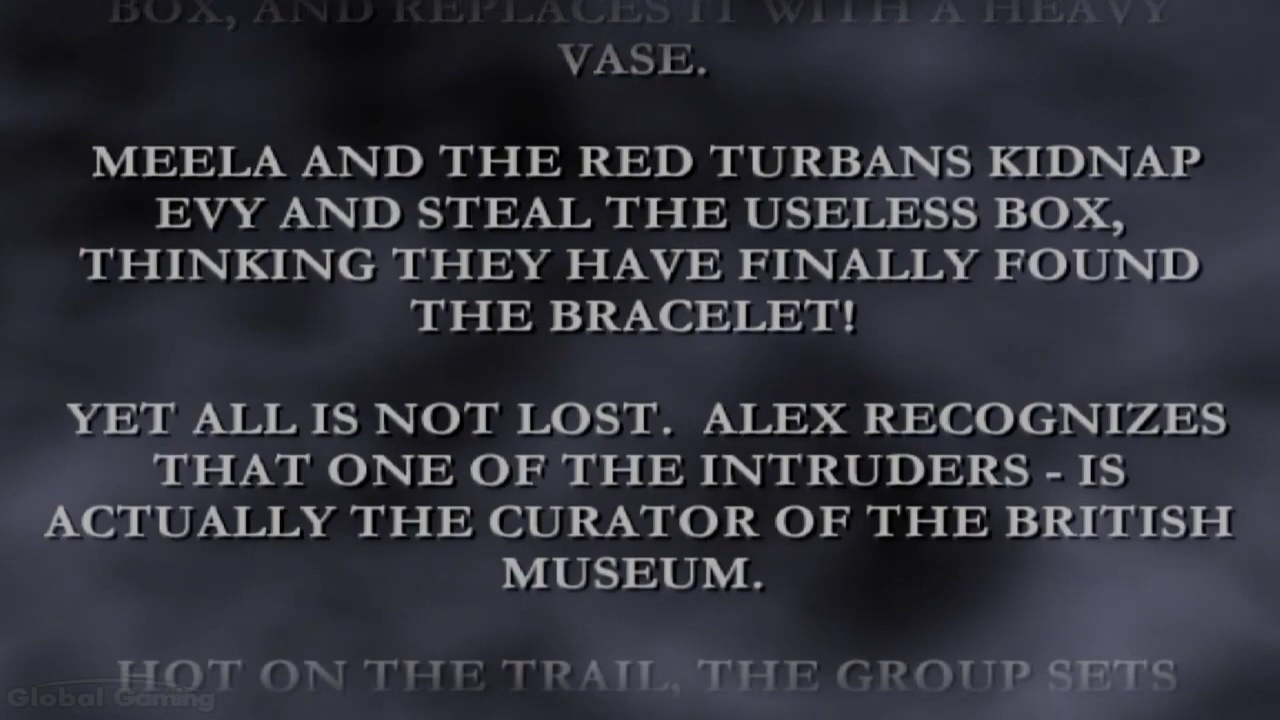 BOX, AND REPLACES IT WITH A HEAVY
VASE.
MEELA AND THE RED TURBANS KIDNAP
EVY AND STEAL THE USELESS BOX,
THINKING THEY HAVE FINALLY FOUND
THE BRACELET!
YET ALL IS NOT LOST.  ALEX RECOGNIZES
THAT ONE OF THE INTRUDERS - IS
ACTUALLY THE CURATOR OF THE BRITISH
MUSEUM.
HOT ON THE TRAIL, THE GROUP SETS
Global Gaming